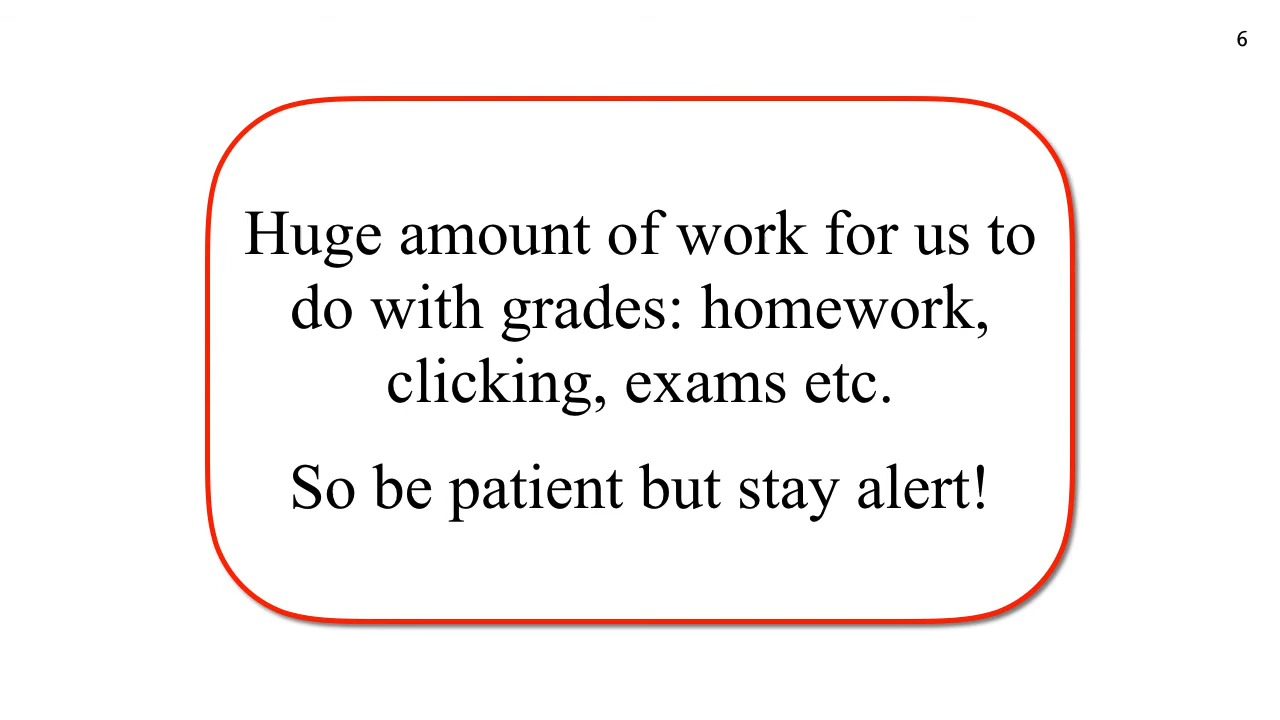 6
Huge amount of work for us to
do with grades: homework,
clicking, exams etc.
So be patient but stay alert!